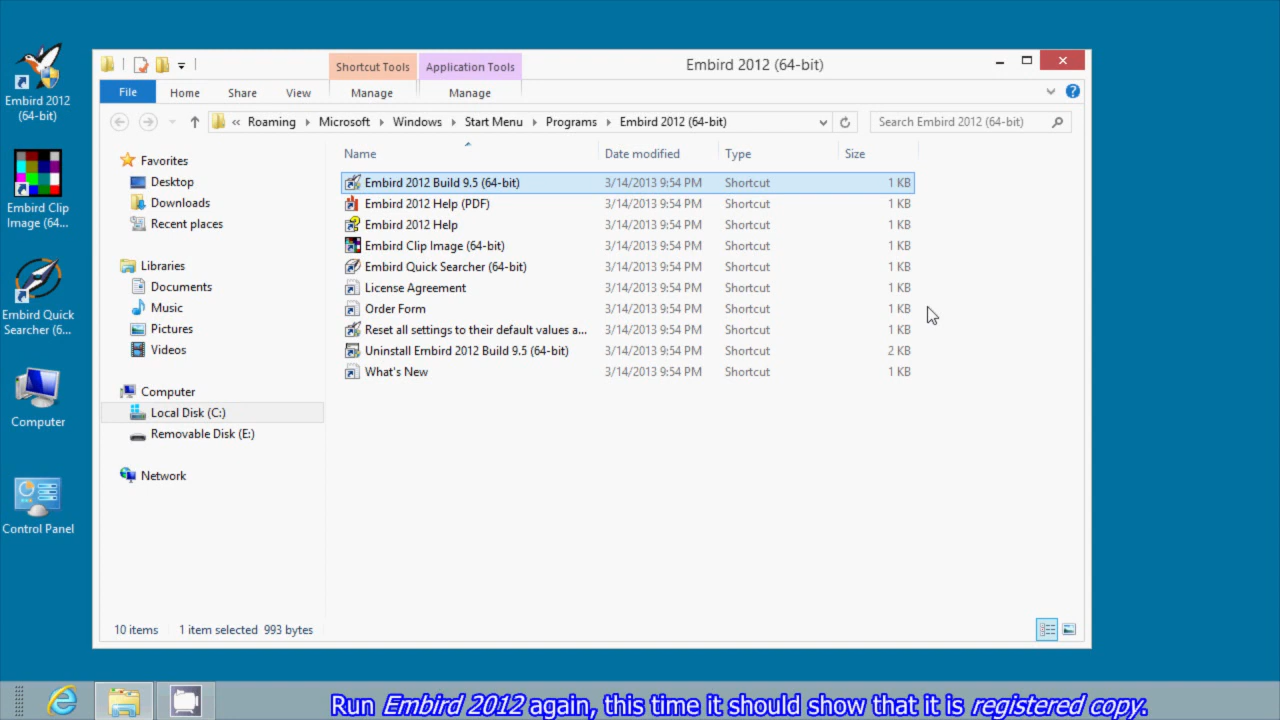 Embird 2012
(64-bit)
Embird Clip
Image (64...
Embird Quick
Searcher (6...
Computer
Control Panel
Shortcut Tools
Application Tools
Embird 2012 (64-bit)
File
Home
Share
View
Manage
Manage
« Roaming Microsoft Windows Start Menu Programs Embird 2012 (64-bit)
Search Embird 2012 (64-bit)
Favorites
Desktop
Downloads
Recent places
Libraries
Documents
Music
Pictures
Videos
Computer
Local Disk (C:)
Removable Disk (E:)
Network
Name Date modified Type Size
Embird 2012 Build 9.5 (64-bit) 3/14/2013 9:54 PM Shortcut 1 KB
Embird 2012 Help (PDF) 3/14/2013 9:54 PM Shortcut 1 KB
Embird 2012 Help 3/14/2013 9:54 PM Shortcut 1 KB
Embird Clip Image (64-bit) 3/14/2013 9:54 PM Shortcut 1 KB
Embird Quick Searcher (64-bit) 3/14/2013 9:54 PM Shortcut 1 KB
License Agreement 3/14/2013 9:54 PM Shortcut 1 KB
Order Form 3/14/2013 9:54 PM Shortcut 1 KB
Reset all settings to their default values a... 3/14/2013 9:54 PM Shortcut 1 KB
Uninstall Embird 2012 Build 9.5 (64-bit) 3/14/2013 9:54 PM Shortcut 2 KB
What's New 3/14/2013 9:54 PM Shortcut 1 KB
10 items 1 item selected 993 bytes
Run Embird 2012 again, this time it should show that it is registered copy.